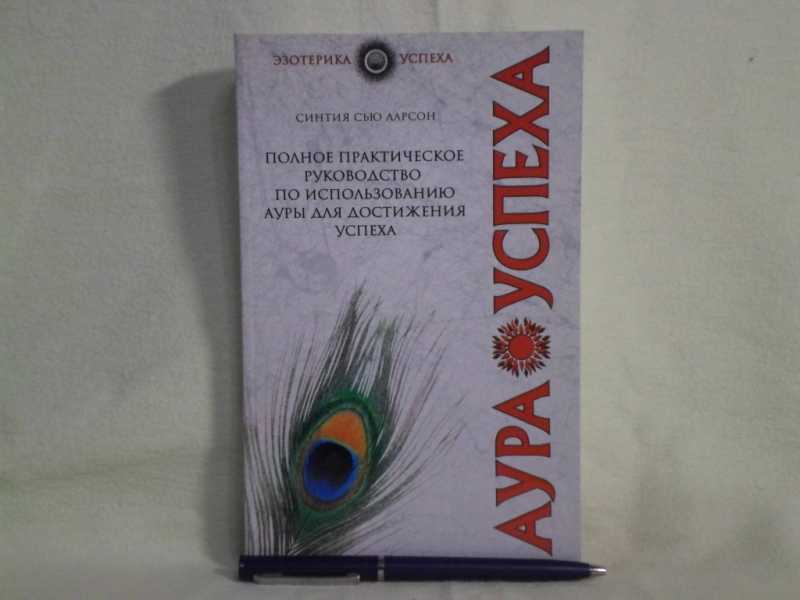 ЭЗОТЕРИКА УСПЕХА
СИНТИЯ СЬЮ ЛАРСОН
ПОЛНОЕ ПРАКТИЧЕСКОЕ
РУКОВОДСТВО
ПО ИСПОЛЬЗОВАНИЮ
АУРЫ ДЛЯ ДОСТИЖЕНИЯ
УСПЕХА
АУРА УСПЕХА